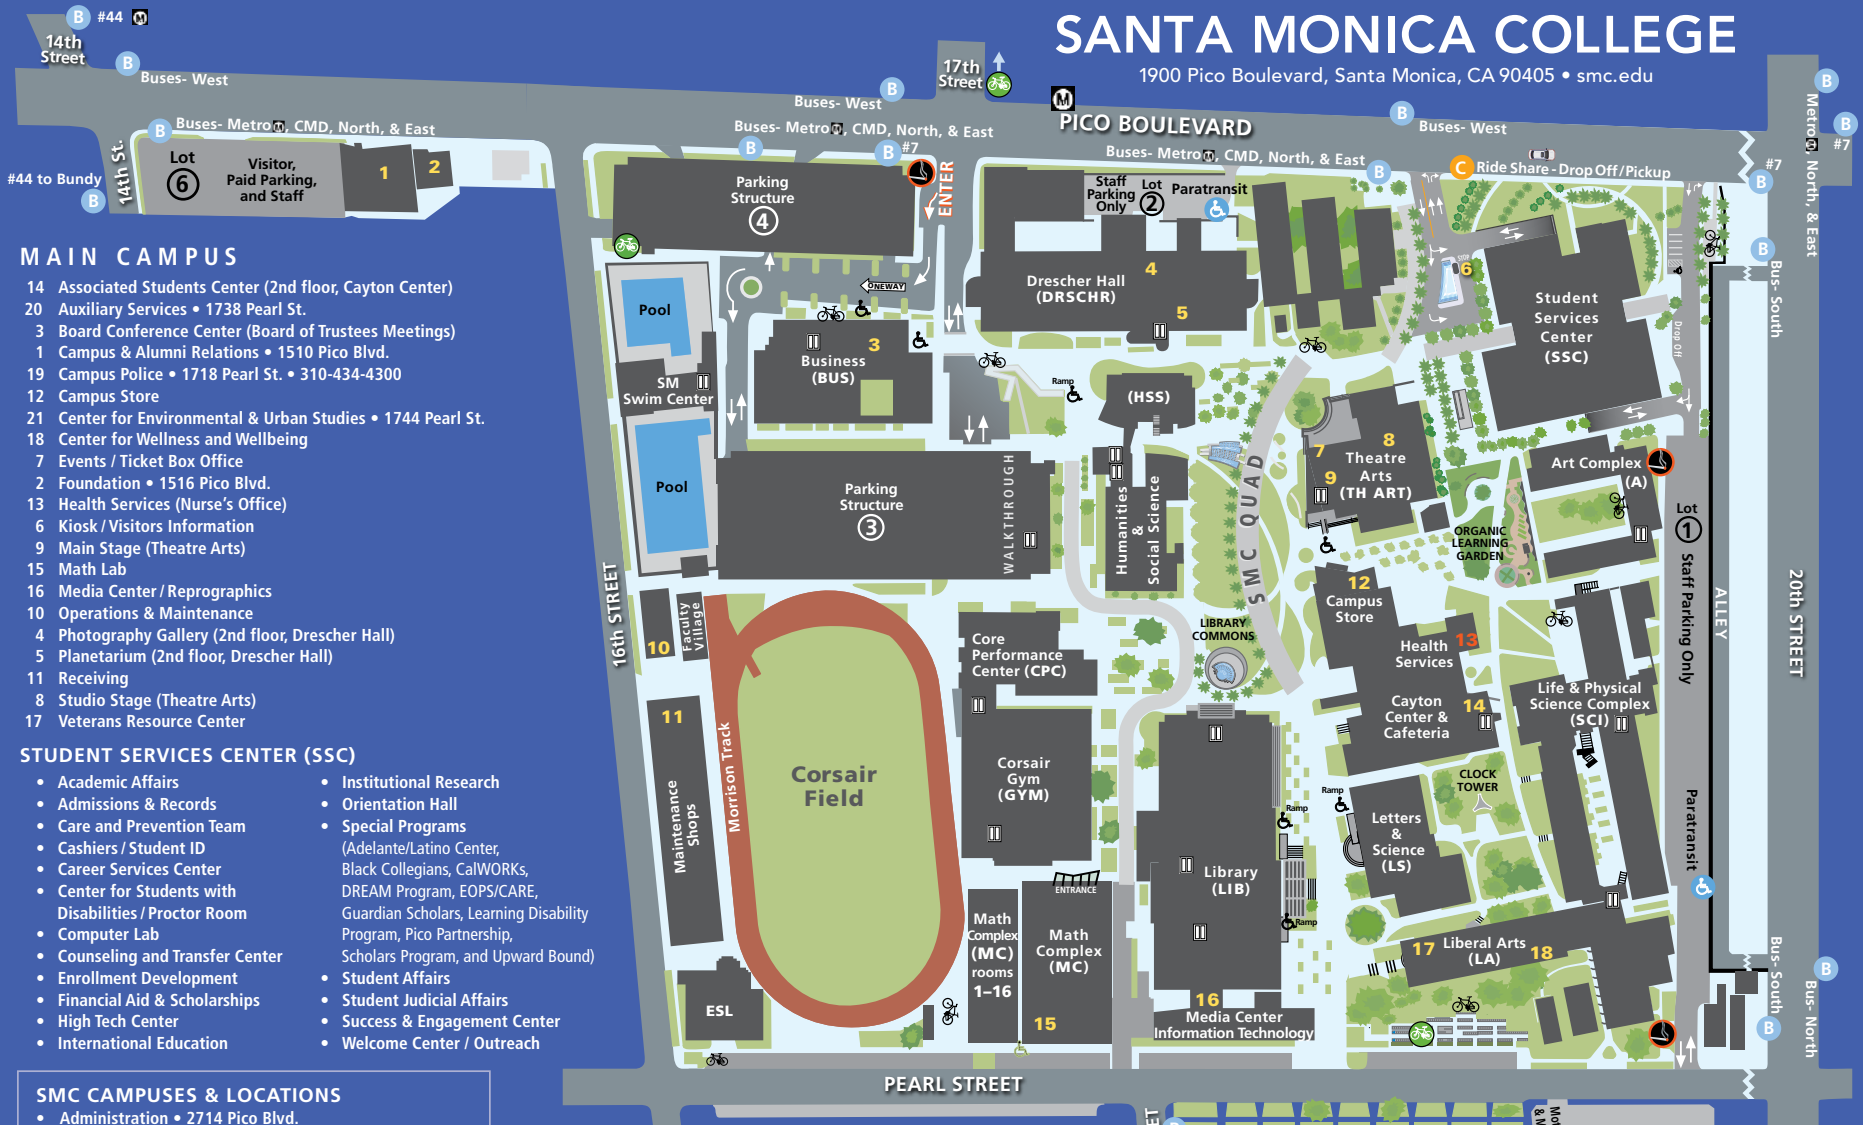 SANTA MONICA COLLEGE
1900 Pico Boulevard, Santa Monica, CA 90405 • smc.edu
B #44 M
14th
Street
B
Buses- West
17th
Street
B
Buses- West
M
PICO BOULEVARD
B
Buses- West
B
Metro M, North, & East
B
#7
B
Buses- Metro M, CMD, North, & East
Buses- Metro M, CMD, North, & East
B
B
#7
Buses- Metro M, CMD, North, & East
B
C Ride Share - Drop Off/Pickup
#7
B
14th St.
#44 to Bundy
B
Lot
6
Visitor,
Paid Parking,
and Staff
1
2
Parking
Structure
4
ENTER
Staff
Parking
Only
Lot
2
Paratransit
Drescher Hall
(DRSCHR)
4
5
STOP
6
Student
Services
Center
(SSC)
Drop Off
B
Bus- South
ONEWAY
Pool
SM
Swim Center
Pool
3
Business
(BUS)
Ramp
(HSS)
Humanities
&
Social Science
SMC QUAD
7
8
Theatre
Arts
(TH ART)
9
Art Complex
(A)
Lot
1
Staff Parking Only
ALLEY
20th STREET
ORGANIC
LEARNING
GARDEN
Parking
Structure
3
WALKTHROUGH
16th STREET
10
Faculty
Village
11
Maintenance
Shops
Morrison Track
Corsair
Field
Core
Performance
Center (CPC)
Corsair
Gym
(GYM)
LIBRARY
COMMONS
12
Campus
Store
Health
Services
13
Cayton
Center &
Cafeteria
14
Life & Physical
Science Complex
(SCI)
CLOCK
TOWER
Ramp
Ramp
Ramp
Letters
&
Science
(LS)
Library
(LIB)
Paratransit
ENTRANCE
Math
Complex
(MC)
rooms
1–16
Math
Complex
(MC)
15
16
Media Center
Information Technology
17
Liberal Arts
(LA)
18
ESL
Bus- South
B
B
Bus- North
PEARL STREET
MAIN CAMPUS
14 Associated Students Center (2nd floor, Cayton Center)
20 Auxiliary Services • 1738 Pearl St.
3 Board Conference Center (Board of Trustees Meetings)
1 Campus & Alumni Relations • 1510 Pico Blvd.
19 Campus Police • 1718 Pearl St. • 310-434-4300
12 Campus Store
21 Center for Environmental & Urban Studies • 1744 Pearl St.
18 Center for Wellness and Wellbeing
7 Events / Ticket Box Office
2 Foundation • 1516 Pico Blvd.
13 Health Services (Nurse's Office)
6 Kiosk / Visitors Information
9 Main Stage (Theatre Arts)
15 Math Lab
16 Media Center / Reprographics
10 Operations & Maintenance
4 Photography Gallery (2nd floor, Drescher Hall)
5 Planetarium (2nd floor, Drescher Hall)
11 Receiving
8 Studio Stage (Theatre Arts)
17 Veterans Resource Center
STUDENT SERVICES CENTER (SSC)
• Academic Affairs
• Admissions & Records
• Care and Prevention Team
• Cashiers / Student ID
• Career Services Center
• Center for Students with
Disabilities / Proctor Room
• Computer Lab
• Counseling and Transfer Center
• Enrollment Development
• Financial Aid & Scholarships
• High Tech Center
• International Education
• Institutional Research
• Orientation Hall
• Special Programs
(Adelante/Latino Center,
Black Collegians, CalWORKs,
DREAM Program, EOPS/CARE,
Guardian Scholars, Learning Disability
Program, Pico Partnership,
Scholars Program, and Upward Bound)
• Student Affairs
• Student Judicial Affairs
• Success & Engagement Center
• Welcome Center / Outreach
SMC CAMPUSES & LOCATIONS
• Administration • 2714 Pico Blvd.